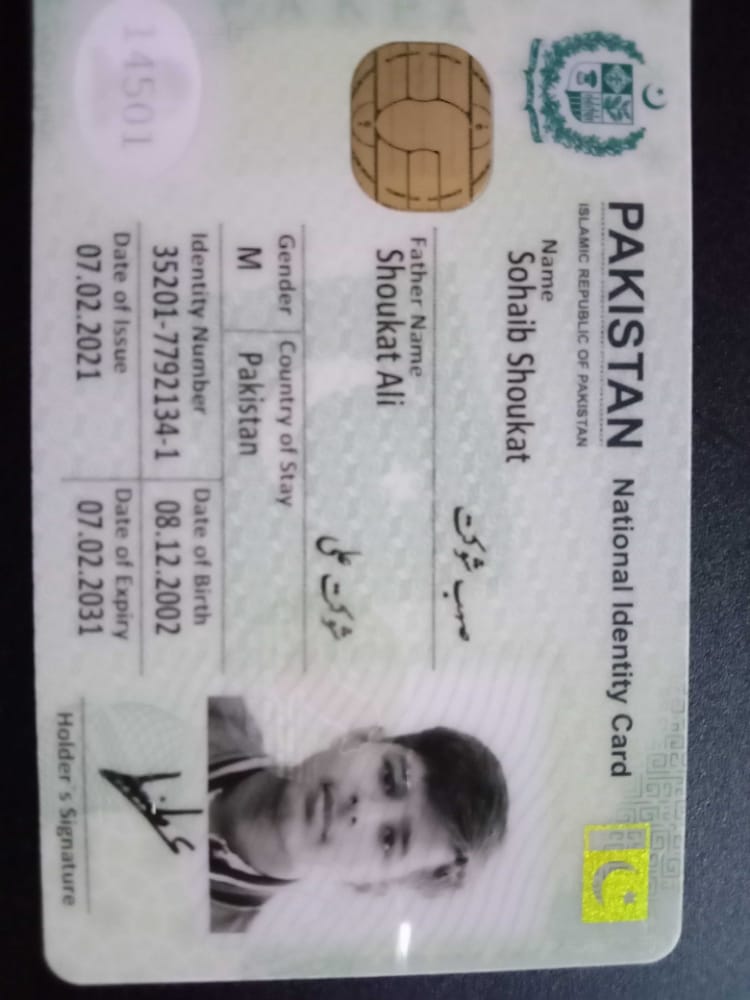 PAKISTAN National Identity Card
ISLAMIC REPUBLIC OF PAKISTAN
Name
Sohaib Shoukat
صہیب شوکت
Father Name
Shoukat Ali
شوکت علی
Gender Country of Stay
M Pakistan
Identity Number Date of Birth
35201-7792134-1 08.12.2002
Date of Issue Date of Expiry
07.02.2021 07.02.2031
Holder's Signature
14501